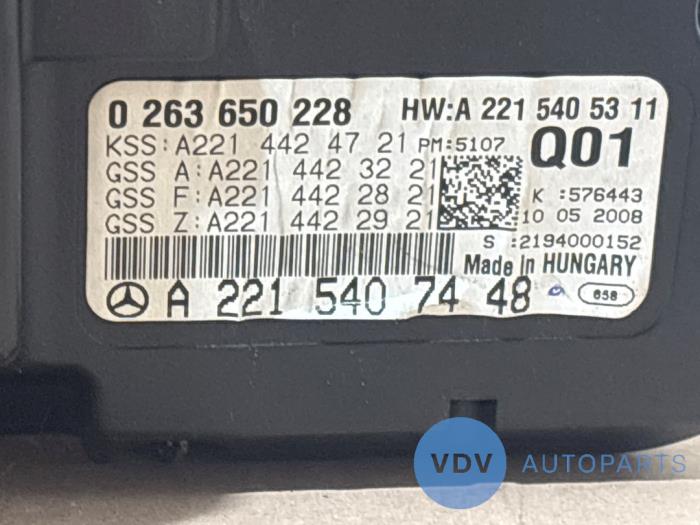 0 263 650 228 HW:A 221 540 53 11
KSS:A221 442 47 21 PM:5107 Q01
GSS A:A221 442 32 21
GSS F:A221 442 28 21 K :576443
GSS Z:A221 442 29 21 10 05 2008
S :2194000152
Made in HUNGARY
A 221 540 74 48 658
VDV AUTOPARTS